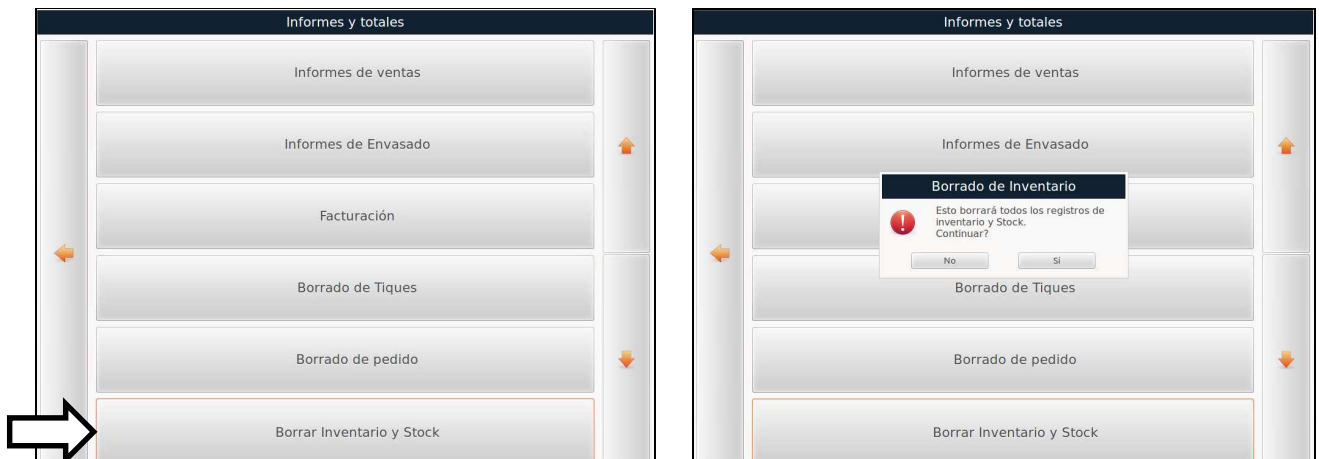 Informes y totales
Informes de ventas
Informes de Envasado
Facturación
Borrado de Tiques
Borrado de pedido
Borrar Inventario y Stock
Informes y totales
Informes de ventas
Informes de Envasado
Borrado de Inventario
Esto borrará todos los registros de
inventario y Stock.
Continuar?
No
Sí
Borrado de Tiques
Borrado de pedido
Borrar Inventario y Stock